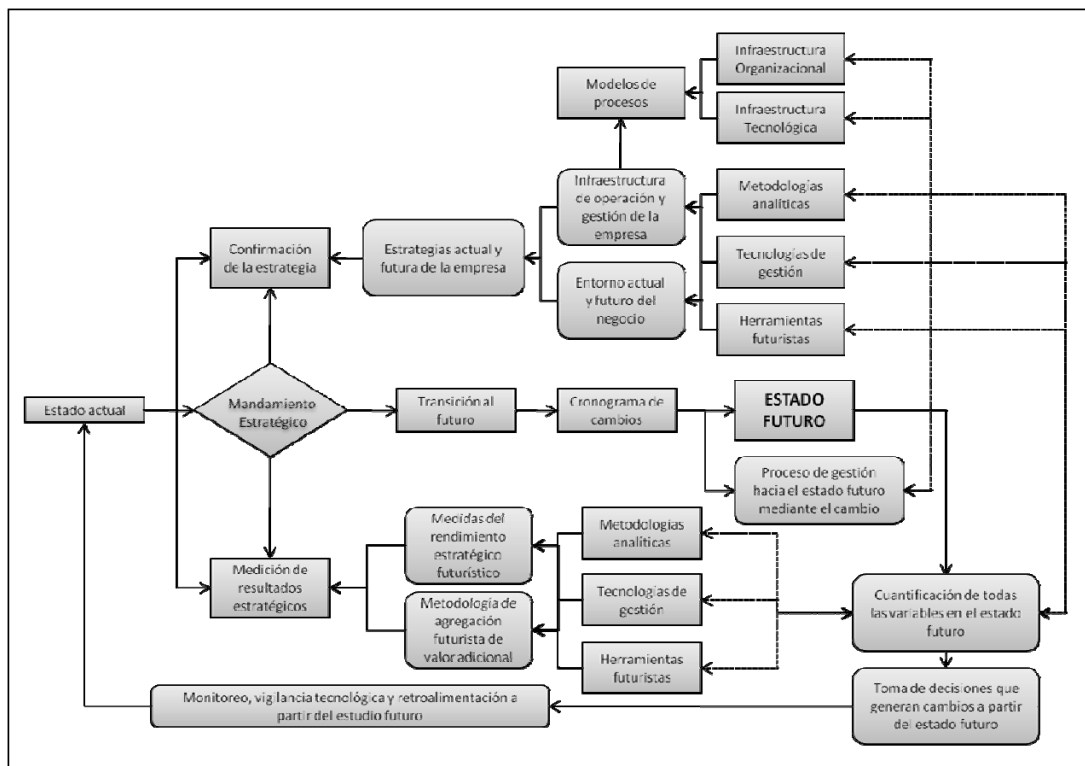 Infraestructura
Organizacional
Modelos de
procesos
Infraestructura
Tecnológica
Infraestructura
de operación y
gestión de la
empresa
Metodologías
analíticas
Confirmación
de la estrategia
Estrategias actual y
futura de la empresa
Tecnologías de
gestión
Entorno actual
y futuro del
negocio
Herramientas
futuristas
Estado actual
Mandamiento
Estratégico
Transición al
futuro
Cronograma de
cambios
ESTADO
FUTURO
Proceso de gestión
hacia el estado futuro
mediante el cambio
Medidas del
rendimiento
estratégico
futurístico
Metodologías
analíticas
Medición de
resultados
estratégicos
Tecnologías de
gestión
Cuantificación de todas
las variables en el estado
futuro
Metodología de
agregación
futurista de
valor adicional
Herramientas
futuristas
Monitoreo, vigilancia tecnológica y retroalimentación a
partir del estudio futuro
Toma de decisiones que
generan cambios a partir
del estado futuro